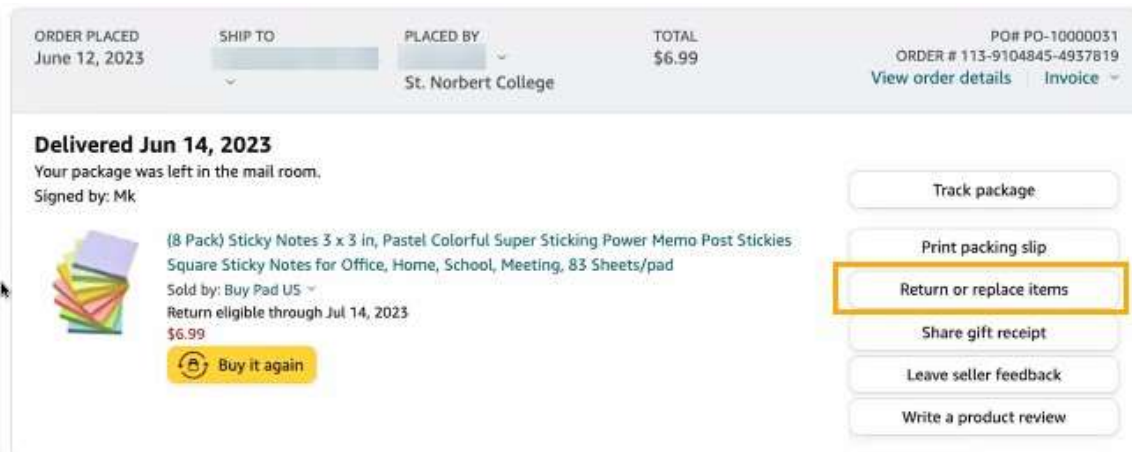 ORDER PLACED
June 12, 2023
SHIP TO
PLACED BY
St. Norbert College
TOTAL
$6.99
PO# PO-10000031
ORDER # 113-9104845-4937819
View order details Invoice
Delivered Jun 14, 2023
Your package was left in the mail room.
Signed by: Mk
(8 Pack) Sticky Notes 3 x 3 in, Pastel Colorful Super Sticking Power Memo Post Stickies
Square Sticky Notes for Office, Home, School, Meeting, 83 Sheets/pad
Sold by: Buy Pad US
Return eligible through Jul 14, 2023
$6.99
Buy it again
Track package
Print packing slip
Return or replace items
Share gift receipt
Leave seller feedback
Write a product review